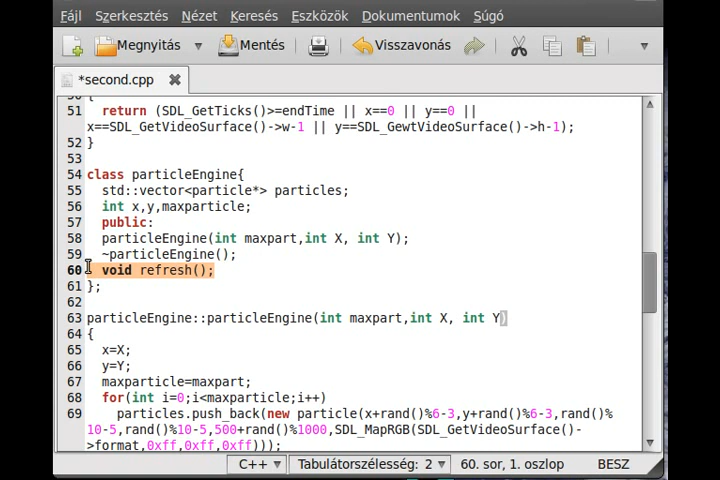 Fájl Szerkesztés Nézet Keresés Eszközök Dokumentumok Súgó
Megnyitás Mentés Visszavonás
*second.cpp
{
51 return (SDL_GetTicks()>=endTime || x==0 || y==0 ||
x==SDL_GetVideoSurface()->w-1 || y==SDL_GewtVideoSurface()->h-1);
52 }
53
54 class particleEngine{
55 std::vector<particle*> particles;
56 int x,y,maxparticle;
57 public:
58 particleEngine(int maxpart,int X, int Y);
59 ~particleEngine();
60 void refresh();
61 };
62
63 particleEngine::particleEngine(int maxpart,int X, int Y)
64 {
65 x=X;
66 y=Y;
67 maxparticle=maxpart;
68 for(int i=0;i<maxparticle;i++)
69 particles.push_back(new particle(x+rand()%6-3,y+rand()%6-3,rand()%
10-5,rand()%10-5,500+rand()%1000,SDL_MapRGB(SDL_GetVideoSurface()-
>format,0xff,0xff,0xff)));
C++ Tabulátorszélesség: 2 60. sor, 1. oszlop BESZ